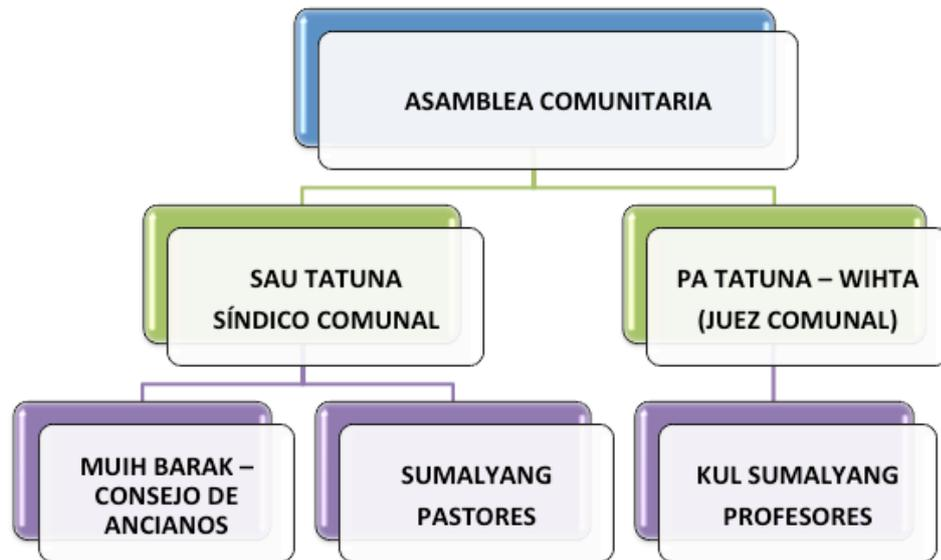 ASAMBLEA COMUNITARIA
SAU TATUNA
SÍNDICO COMUNAL
PA TATUNA – WIHTA
(JUEZ COMUNAL)
MUIH BARAK –
CONSEJO DE
ANCIANOS
SUMALYANG
PASTORES
KUL SUMALYANG
PROFESORES